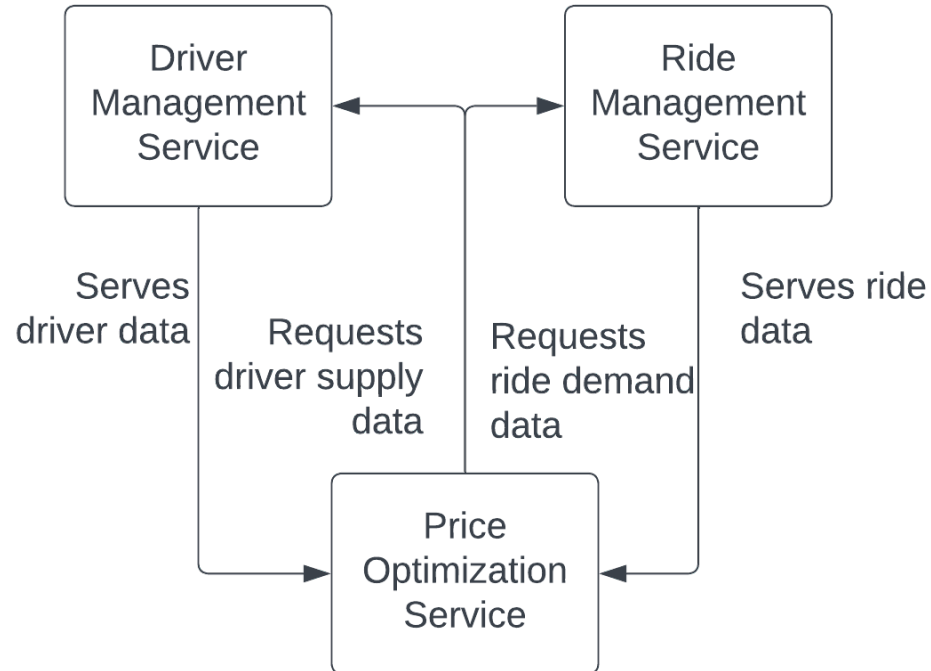 Driver
Management
Service
Ride
Management
Service
Serves
driver data
Requests
driver supply
data
Requests
ride demand
data
Serves ride
data
Price
Optimization
Service